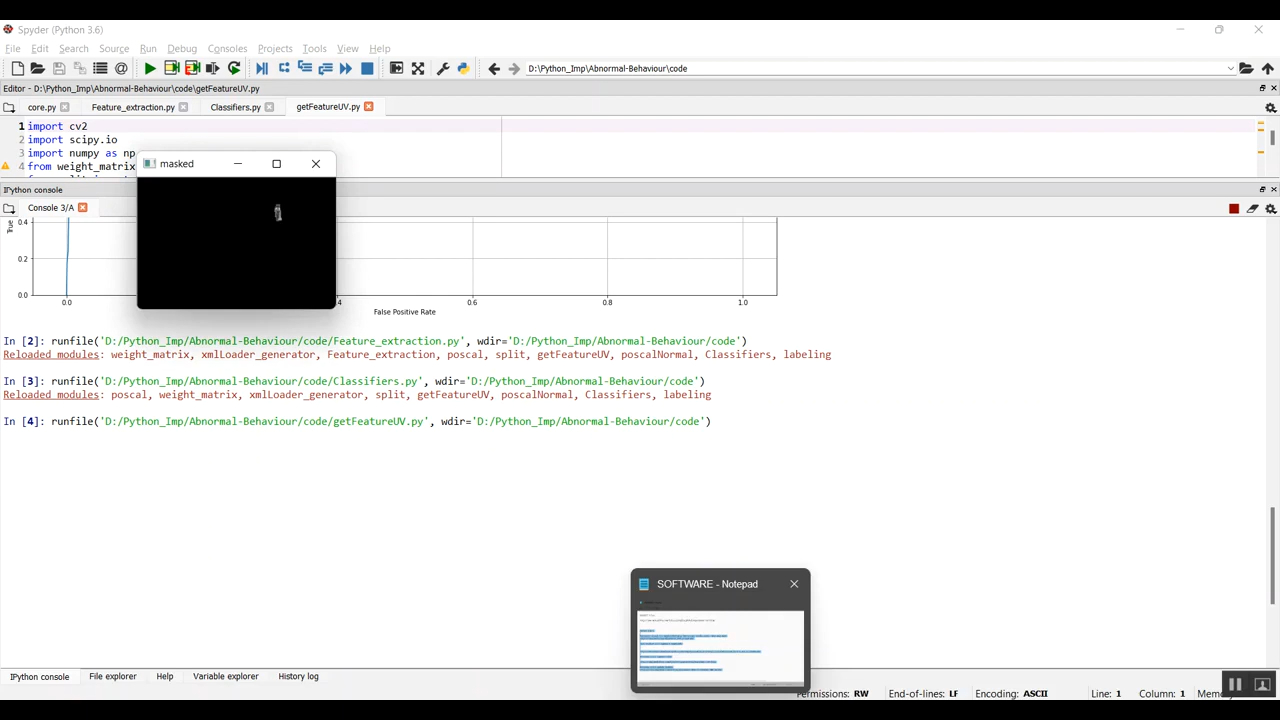 Spyder (Python 3.6)
File Edit Search Source Run Debug Consoles Projects Tools View Help
D:\Python_Imp\Abnormal-Behaviour\code
Editor - D:\Python_Imp\Abnormal-Behaviour\code\getFeatureUV.py
core.py Feature_extraction.py Classifiers.py getFeatureUV.py
1 import cv2
2 import scipy.io
3 import numpy as np
4 from weight_matrix
masked
IPython console
Console 3/A
True
0.4
0.2
0.0
0.0 4 0.6 0.8 1.0
False Positive Rate
In [2]: runfile('D:/Python_Imp/Abnormal-Behaviour/code/Feature_extraction.py', wdir='D:/Python_Imp/Abnormal-Behaviour/code')
Reloaded modules: weight_matrix, xmlLoader_generator, Feature_extraction, poscal, split, getFeatureUV, poscalNormal, Classifiers, labeling
In [3]: runfile('D:/Python_Imp/Abnormal-Behaviour/code/Classifiers.py', wdir='D:/Python_Imp/Abnormal-Behaviour/code')
Reloaded modules: poscal, weight_matrix, xmlLoader_generator, split, getFeatureUV, poscalNormal, Classifiers, labeling
In [4]: runfile('D:/Python_Imp/Abnormal-Behaviour/code/getFeatureUV.py', wdir='D:/Python_Imp/Abnormal-Behaviour/code')
SOFTWARE - Notepad
hon console File explorer Help Variable explorer History log
Permissions: RW End-of-lines: LF Encoding: ASCII Line: 1 Column: 1 Mem